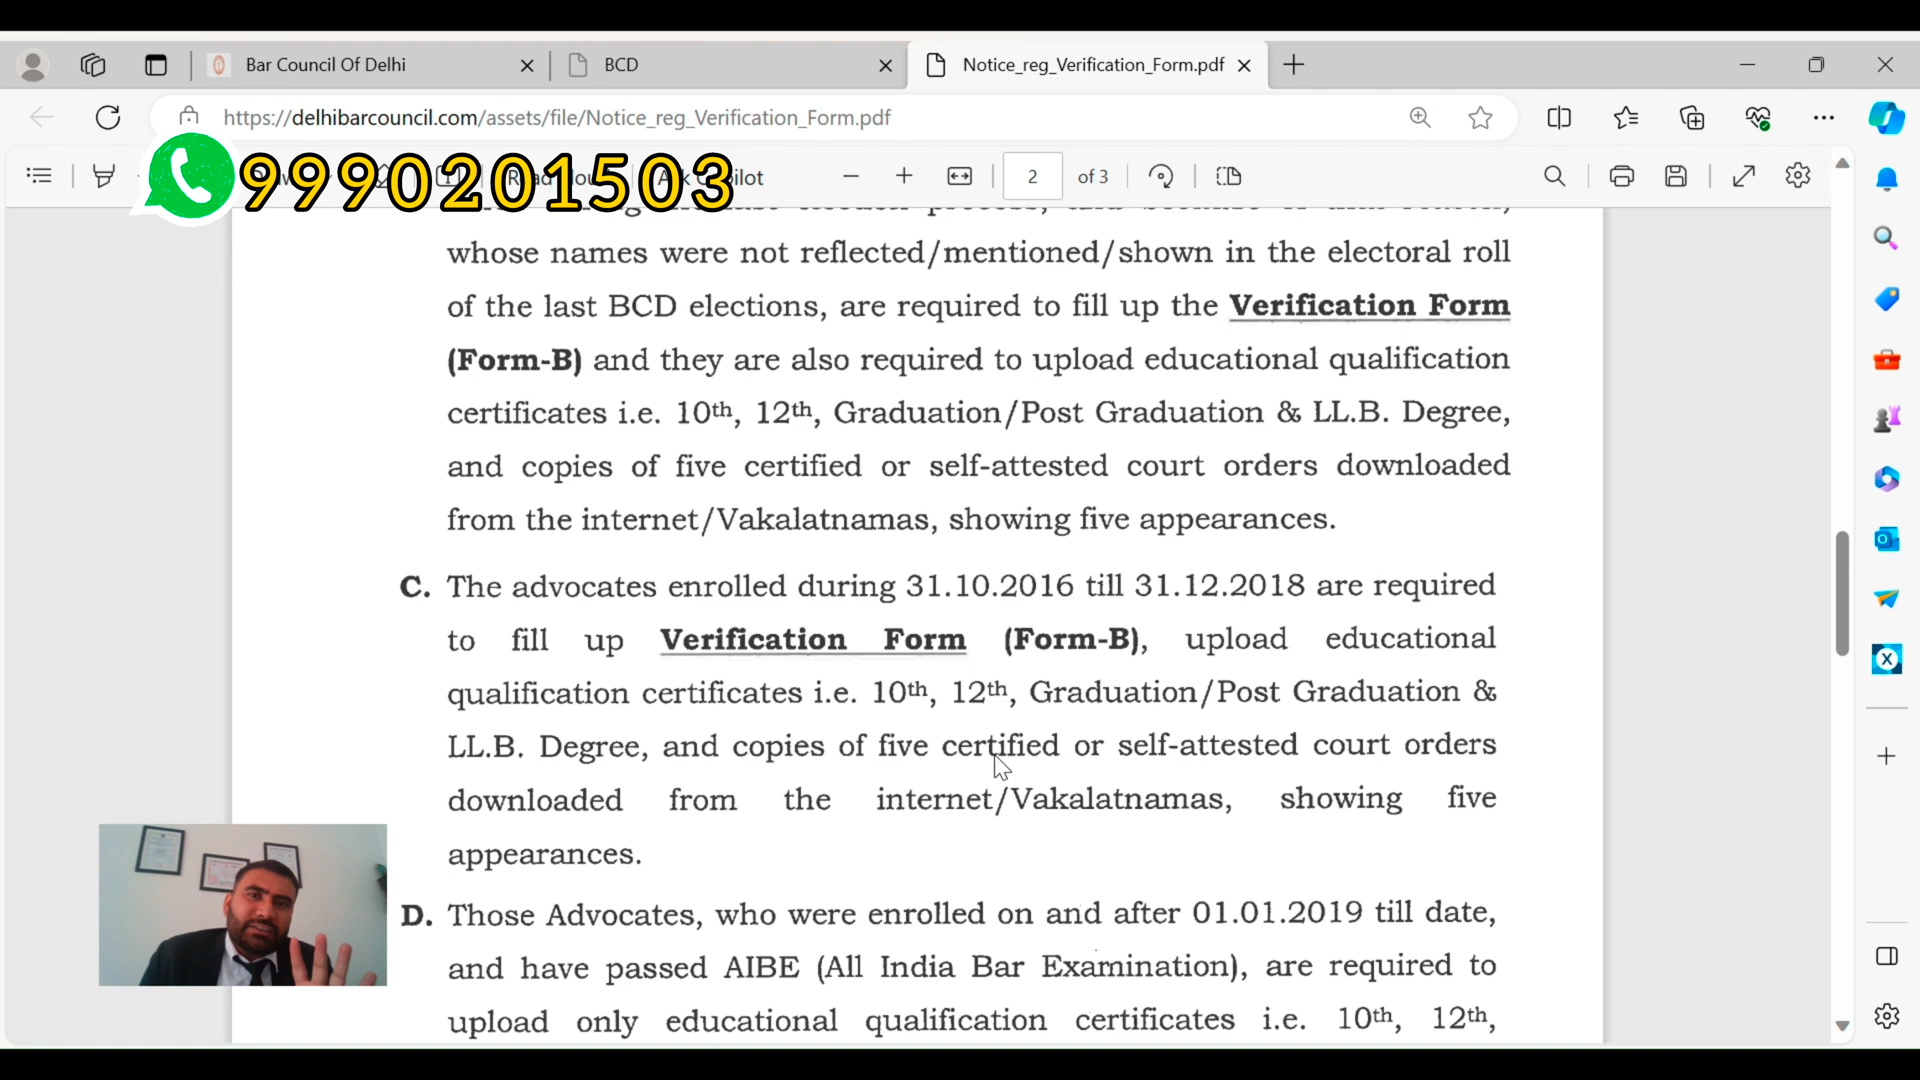 Bar Council Of Delhi
BCD
Notice_reg_Verification_Form.pdf
https://delhibarcouncil.com/assets/file/Notice_reg_Verification_Form.pdf
9990201503
2 of 3
whose names were not reflected/mentioned/shown in the electoral roll
of the last BCD elections, are required to fill up the Verification Form
(Form-B) and they are also required to upload educational qualification
certificates i.e. 10th, 12th, Graduation/Post Graduation & LL.B. Degree,
and copies of five certified or self-attested court orders downloaded
from the internet/Vakalatnamas, showing five appearances.
C. The advocates enrolled during 31.10.2016 till 31.12.2018 are required
to fill up Verification Form (Form-B), upload educational
qualification certificates i.e. 10th, 12th, Graduation/Post Graduation &
LL.B. Degree, and copies of five certified or self-attested court orders
downloaded from the internet/Vakalatnamas, showing five
appearances.
D. Those Advocates, who were enrolled on and after 01.01.2019 till date,
and have passed AIBE (All India Bar Examination), are required to
upload only educational qualification certificates i.e. 10th, 12th,